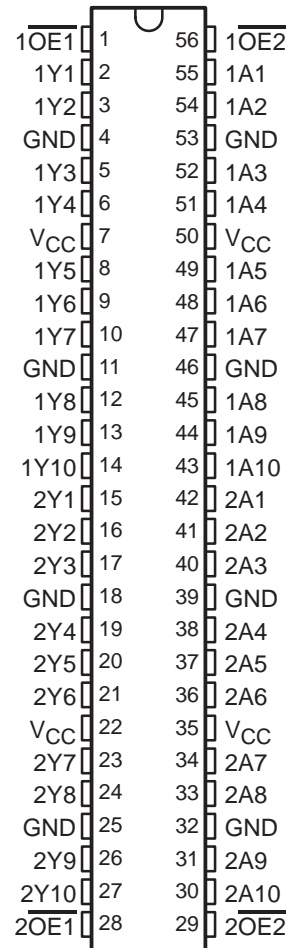 1OE1 1 56 1OE2
1Y1 2 55 1A1
1Y2 3 54 1A2
GND 4 53 GND
1Y3 5 52 1A3
1Y4 6 51 1A4
VCC 7 50 VCC
1Y5 8 49 1A5
1Y6 9 48 1A6
1Y7 10 47 1A7
GND 11 46 GND
1Y8 12 45 1A8
1Y9 13 44 1A9
1Y10 14 43 1A10
2Y1 15 42 2A1
2Y2 16 41 2A2
2Y3 17 40 2A3
GND 18 39 GND
2Y4 19 38 2A4
2Y5 20 37 2A5
2Y6 21 36 2A6
VCC 22 35 VCC
2Y7 23 34 2A7
2Y8 24 33 2A8
GND 25 32 GND
2Y9 26 31 2A9
2Y10 27 30 2A10
2OE1 28 29 2OE2